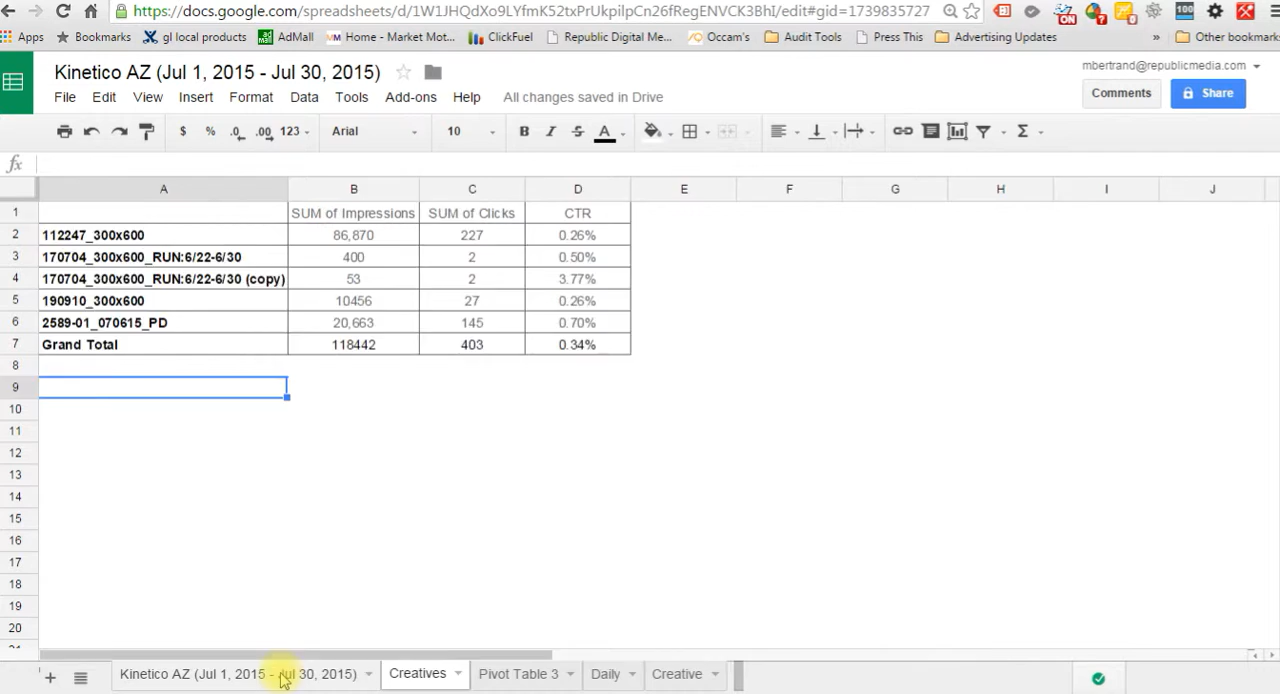 https://docs.google.com/spreadsheets/d/1W1JHQdXo9LYfmK52txPrUkpilpCn26fRegENVCK3BhI/edit#gid=1739835727
Apps Bookmarks gl local products AdMall Home - Market Mot... ClickFuel Republic Digital Me... Occam's Audit Tools Press This Advertising Updates » Other bookmarks
Kinetico AZ (Jul 1, 2015 - Jul 30, 2015)
mbertrand@republicmedia.com
File Edit View Insert Format Data Tools Add-ons Help All changes saved in Drive
Comments Share
$ % .0 .00 123 Arial 10 B I S A Σ
fx
A B C D E F G H I J
1 SUM of Impressions SUM of Clicks CTR
2 112247_300x600 86,870 227 0.26%
3 170704_300x600_RUN:6/22-6/30 400 2 0.50%
4 170704_300x600_RUN:6/22-6/30 (copy) 53 2 3.77%
5 190910_300x600 10456 27 0.26%
6 2589-01_070615_PD 20,663 145 0.70%
7 Grand Total 118442 403 0.34%
8
9
10
11
12
13
14
15
16
17
18
19
20
+ Kinetico AZ (Jul 1, 2015 - Jul 30, 2015) Creatives Pivot Table 3 Daily Creative